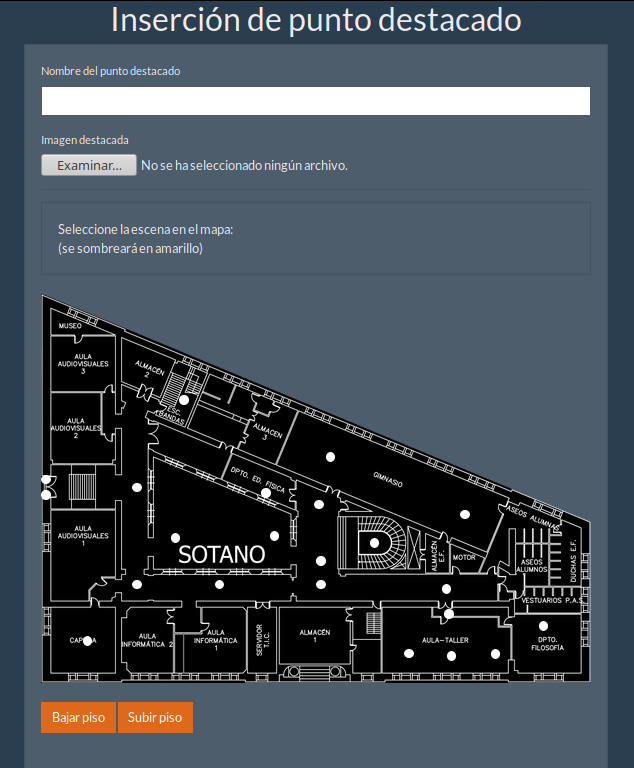 Inserción de punto destacado
Nombre del punto destacado
Imagen destacada
Examinar...
No se ha seleccionado ningún archivo.
Seleccione la escena en el mapa:
(se sombreará en amarillo)
MUSEO
AULA
AUDIOVISUALES
3
ALMACÉN
2
ESC.
BANDAS
AULA
AUDIOVISUALES
2
ALMACEN
3
DPTO. ED. FÍSICA
GIMNASIO
AULA
AUDIOVISUALES
1
SOTANO
ALMACÉN
E.F.
MOTOR
ASEOS ALUMNAS
ASEOS
ALUMNOS
DUCHAS E.F.
VESTUARIOS P.A.S.
AULA
INFORMÁTICA 2
AULA
INFORMÁTICA
1
SERVIDOR
T.I.C.
ALMACÉN
1
AULA-TALLER
DPTO.
FILOSOFÍA
Bajar piso
Subir piso